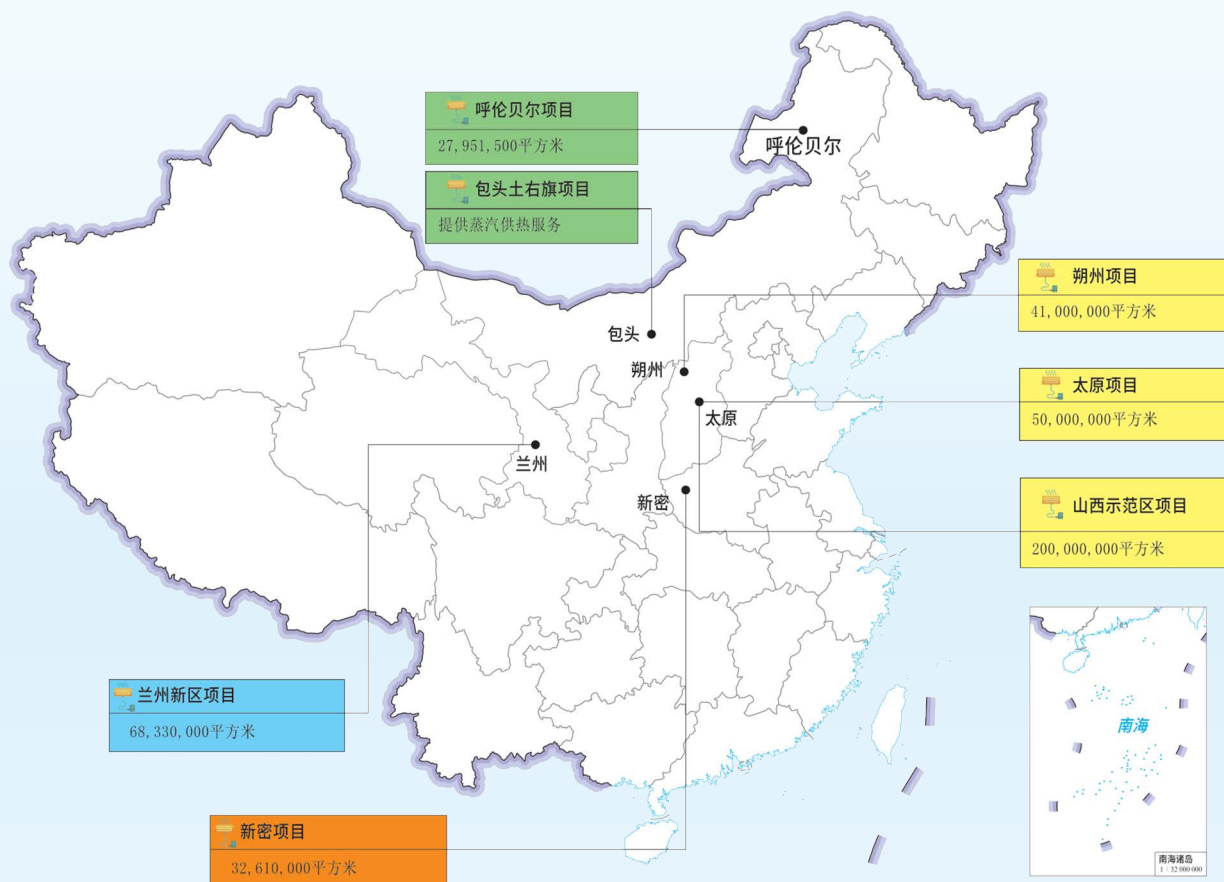 呼伦贝尔项目
27,951,500平方米
呼伦贝尔
包头土右旗项目
提供蒸汽供热服务
朔州项目
41,000,000平方米
包头
朔州
太原项目
50,000,000平方米
太原
兰州
新密
山西示范区项目
200,000,000平方米
兰州新区项目
68,330,000平方米
南海
新密项目
32,610,000平方米
南海诸岛
1:32 000 000